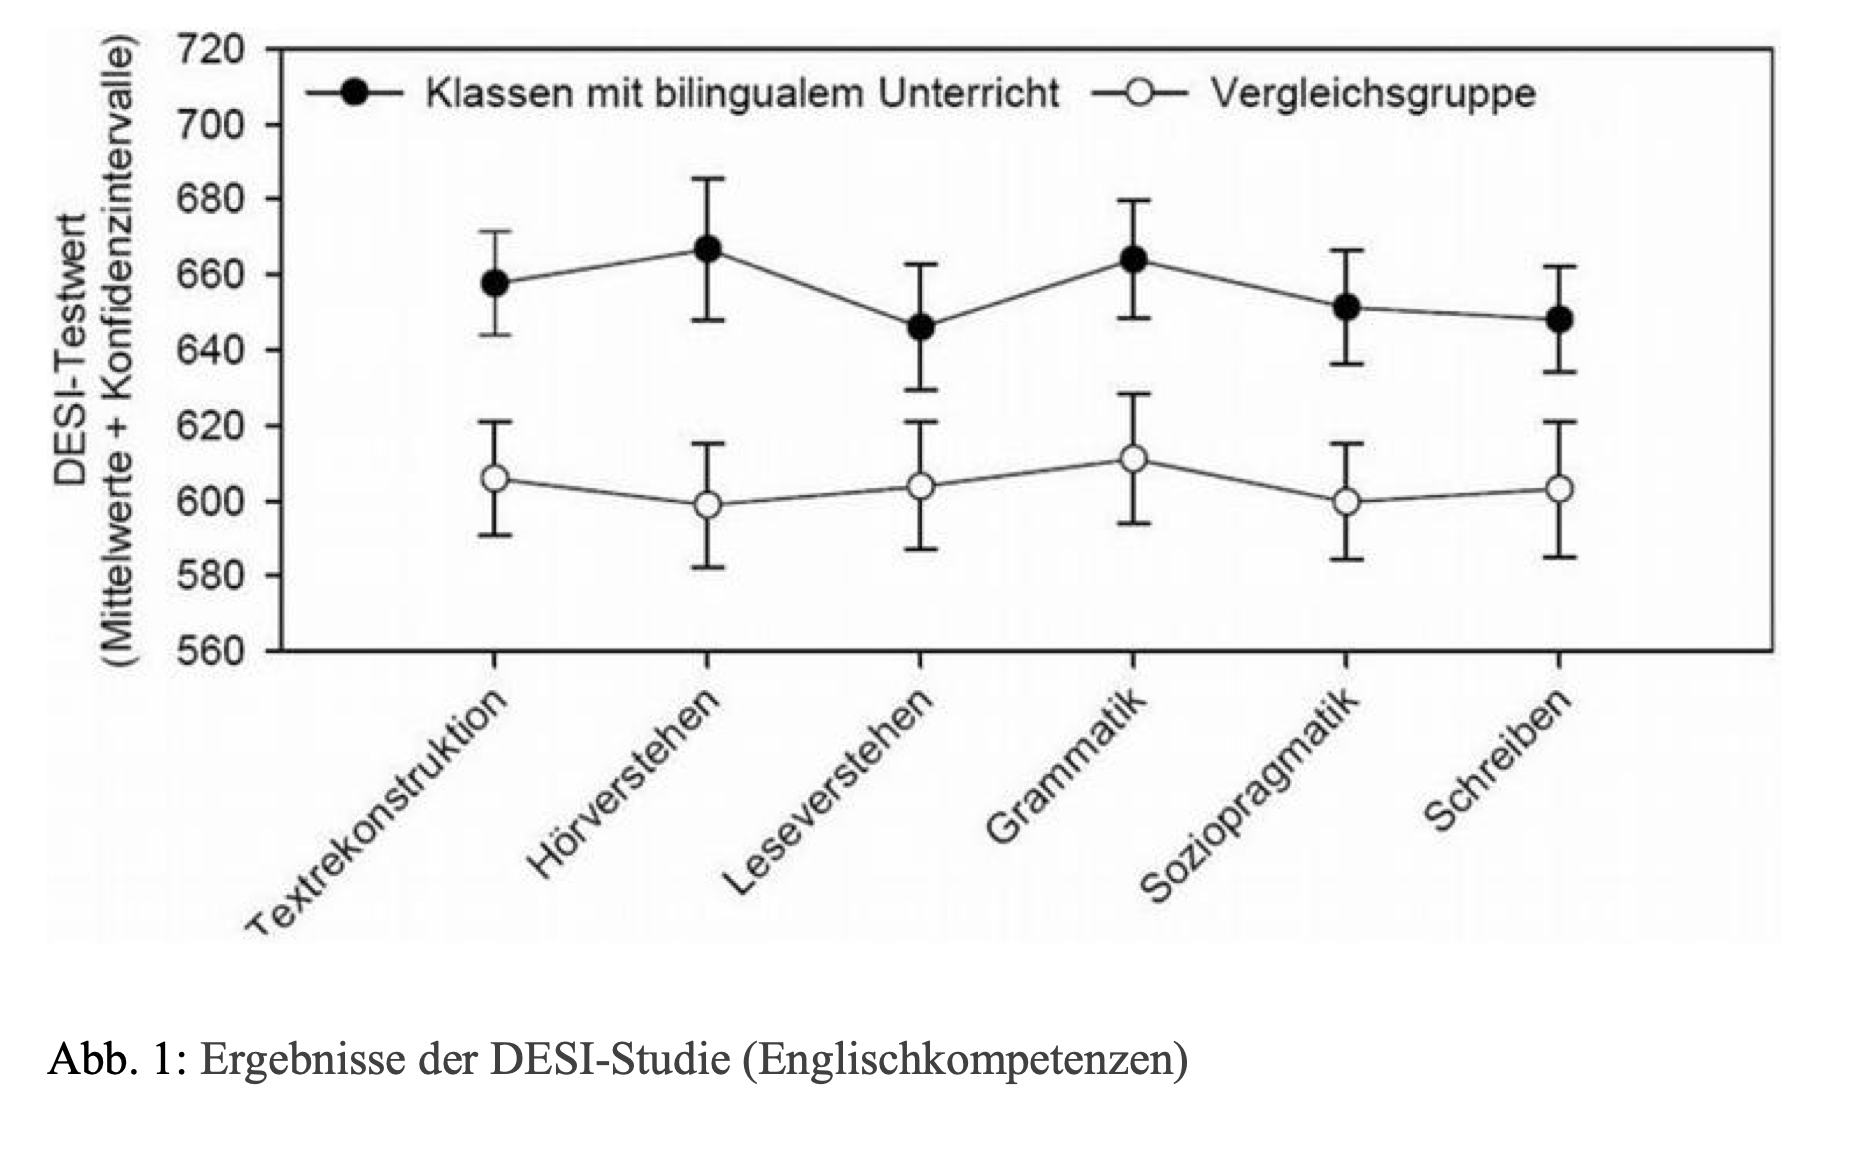 DESI-Testwert
(Mittelwerte + Konfidenzintervalle)
720
700
680
660
640
620
600
580
560
Klassen mit bilingualem Unterricht
Vergleichsgruppe
Textrekonstruktion
Hörverstehen
Leseverstehen
Grammatik
Soziopragmatik
Schreiben
Abb. 1: Ergebnisse der DESI-Studie (Englischkompetenzen)